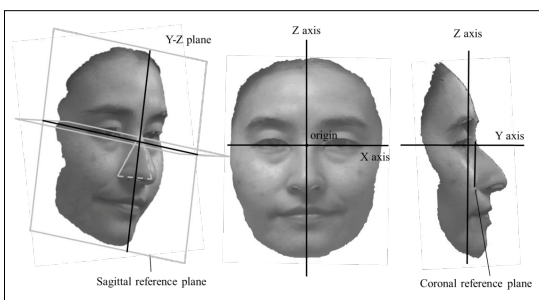 Y-Z plane
Sagittal reference plane
Z axis
origin
X axis
Z axis
Y axis
Coronal reference plane